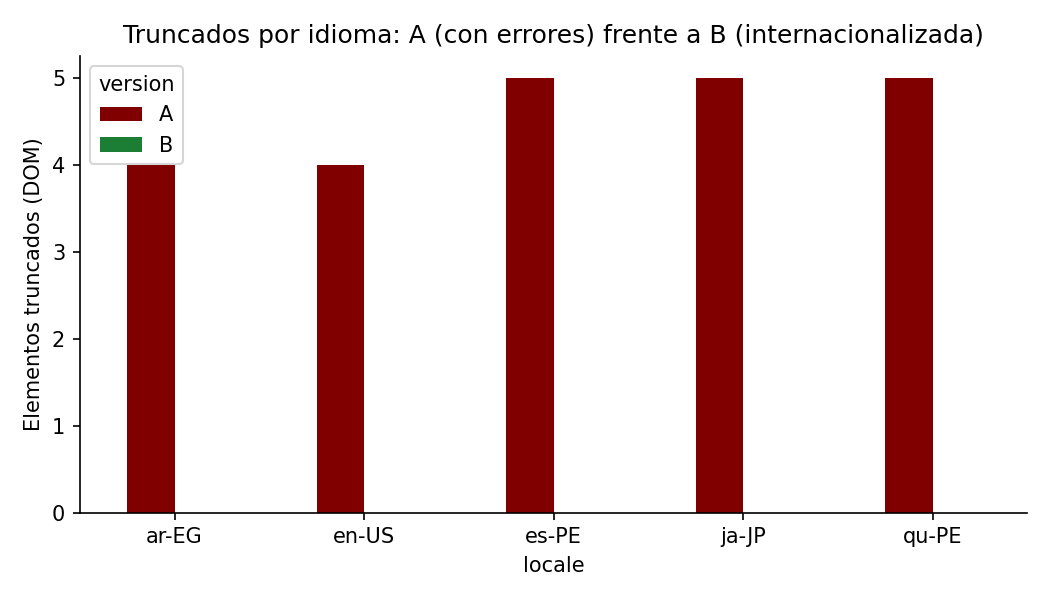 Truncados por idioma: A (con errores) frente a B (internacionalizada)
version
A
B
Elementos truncados (DOM)
5
4
3
2
1
0
ar-EG
en-US
es-PE
ja-JP
qu-PE
locale